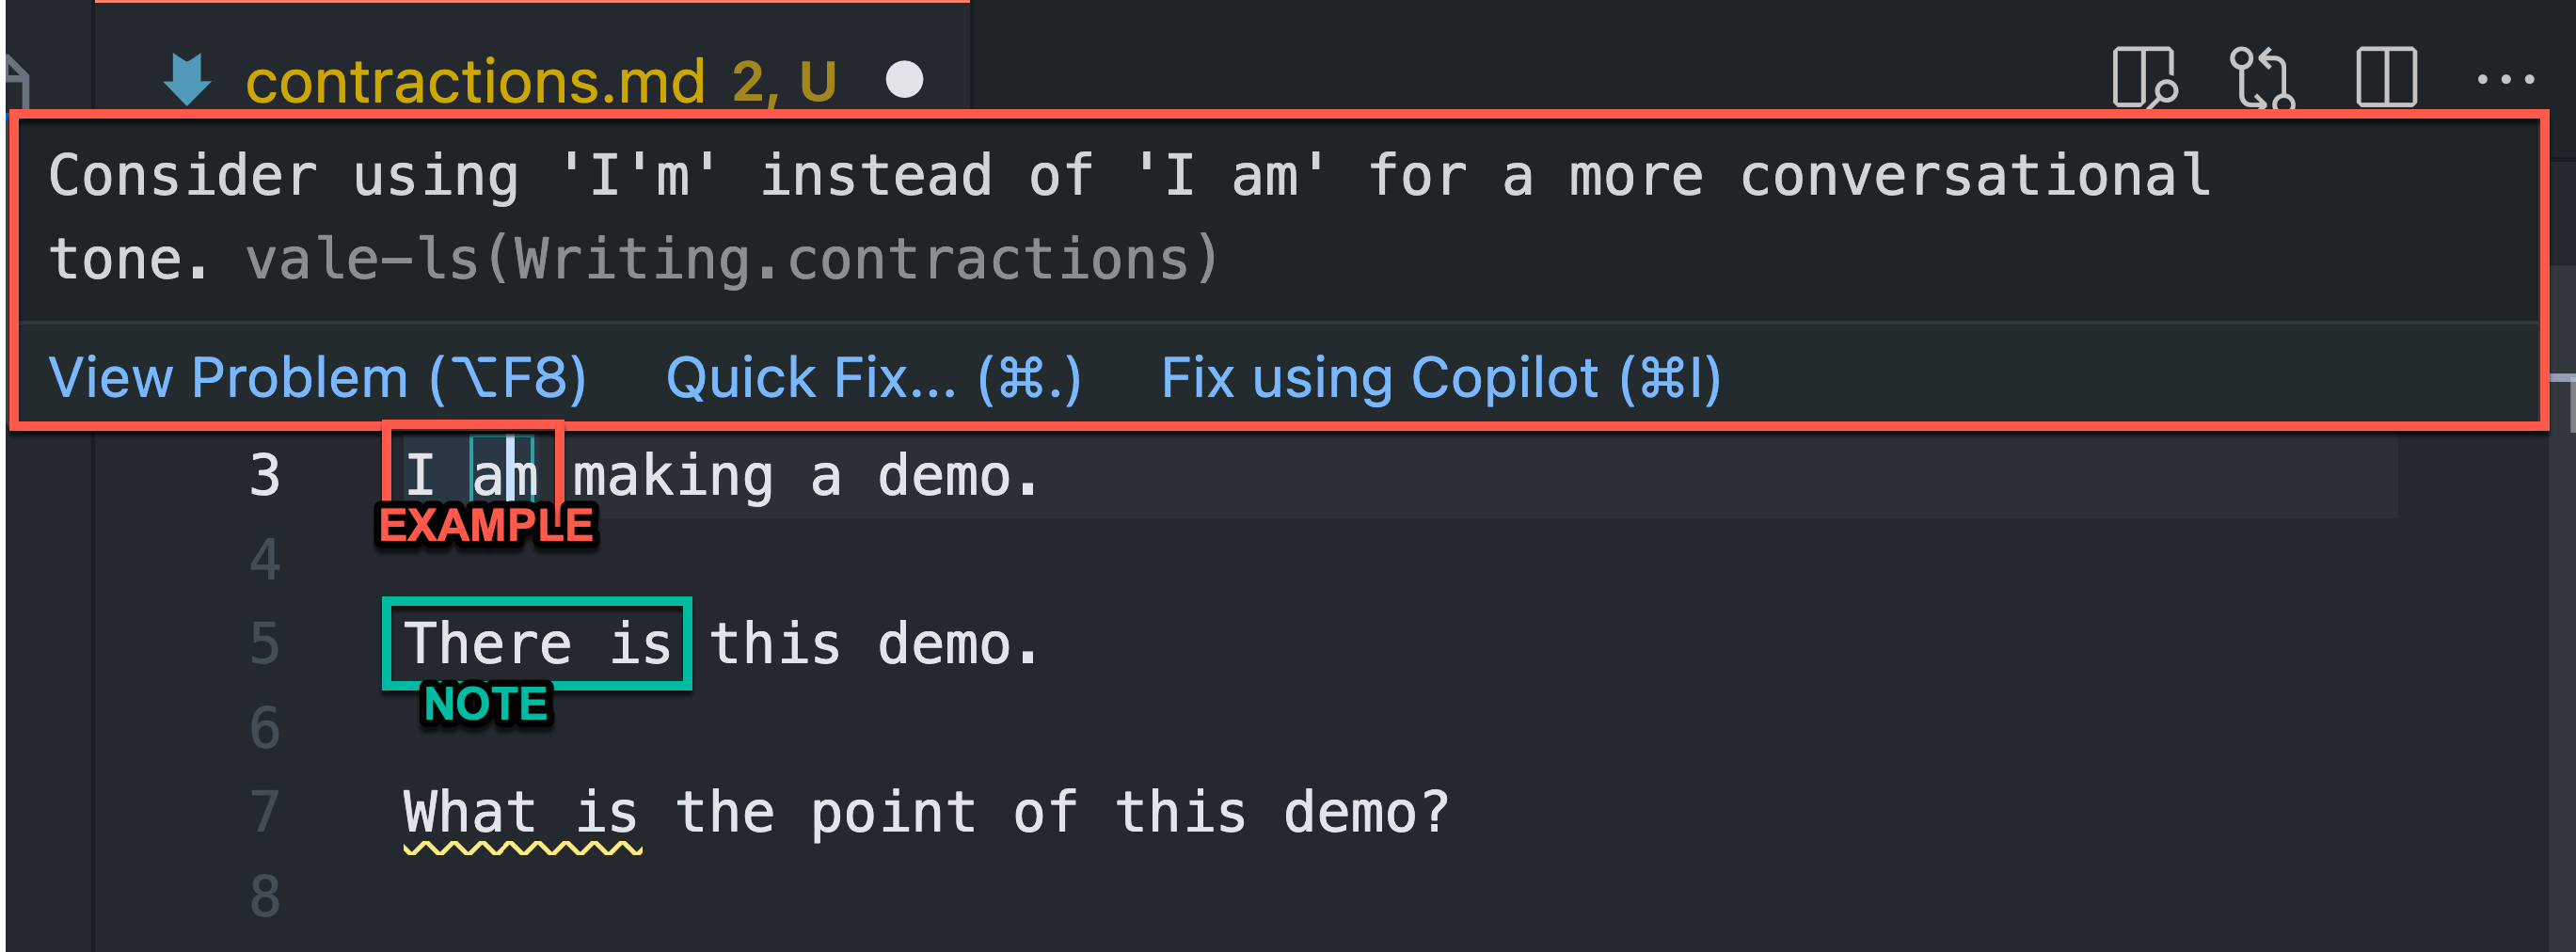 contractions.md 2, U
Consider using 'I'm' instead of 'I am' for a more conversational
tone. vale-ls(Writing.contractions)
View Problem (⌥F8) Quick Fix... (⌘.) Fix using Copilot (⌘I)
3 I am making a demo.
EXAMPLE
4
5 There is this demo.
NOTE
6
7 What is the point of this demo?
8